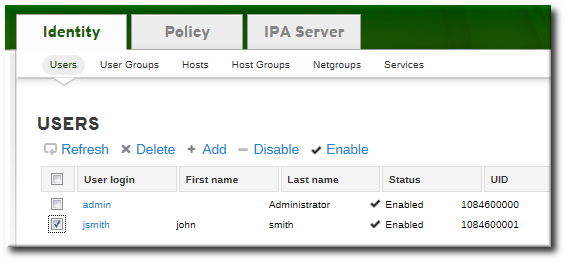 Identity Policy IPA Server
Users User Groups Hosts Host Groups Netgroups Services
USERS
Refresh Delete Add Disable Enable
User login First name Last name Status UID
admin Administrator Enabled 1084600000
jsmith john smith Enabled 1084600001